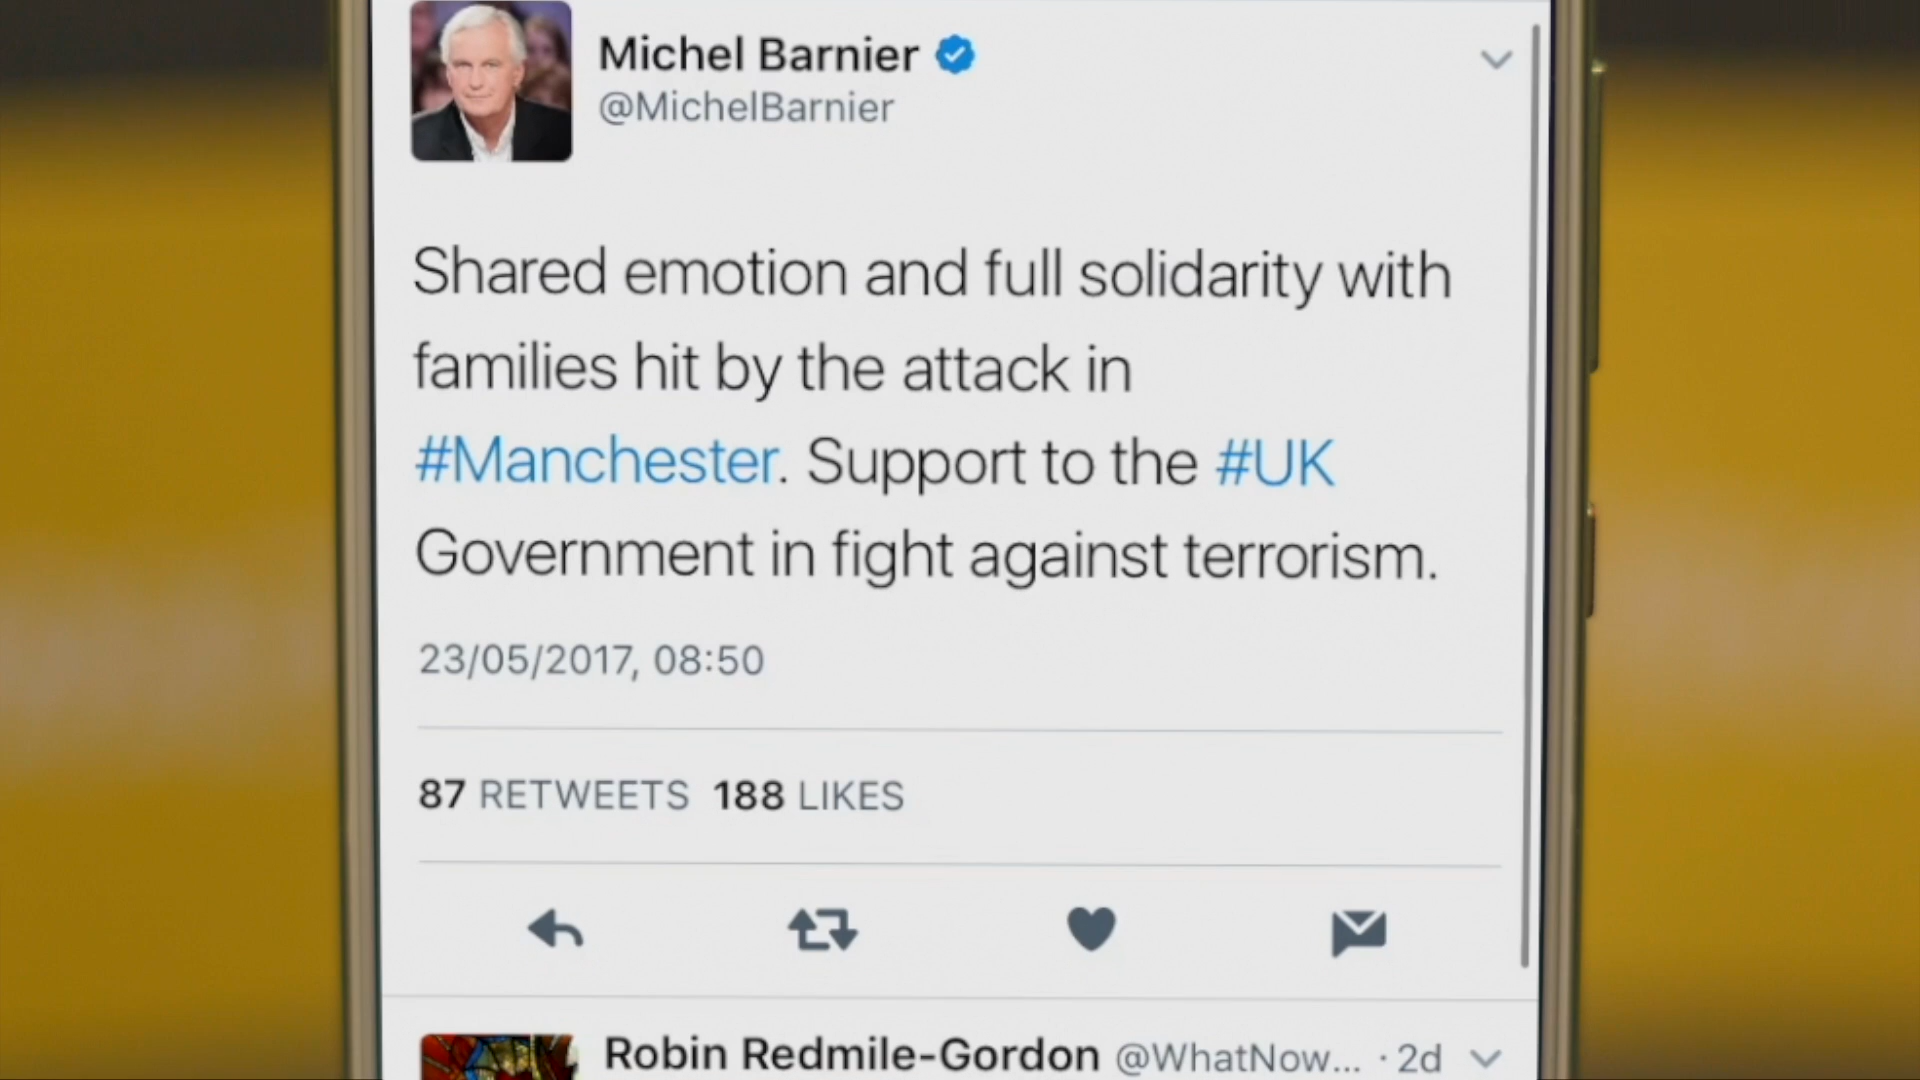 Michel Barnier
@MichelBarnier
Shared emotion and full solidarity with
families hit by the attack in
#Manchester. Support to the #UK
Government in fight against terrorism.
23/05/2017, 08:50
87 RETWEETS 188 LIKES
Robin Redmile-Gordon @WhatNow... · 2d